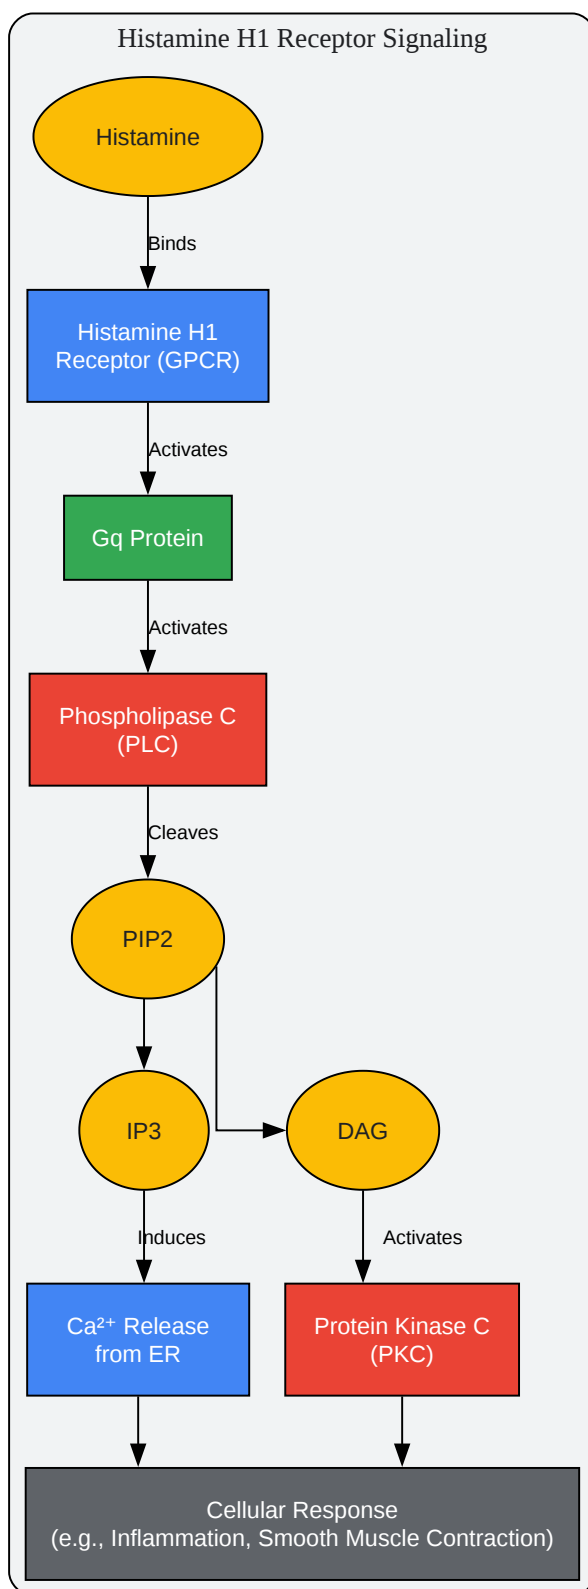 Histamine H1 Receptor Signaling
Histamine
Binds
Histamine H1
Receptor (GPCR)
Activates
Gq Protein
Activates
Phospholipase C
(PLC)
Cleaves
PIP2
IP3
DAG
Induces
Activates
Ca²⁺ Release
from ER
Protein Kinase C
(PKC)
Cellular Response
(e.g., Inflammation, Smooth Muscle Contraction)